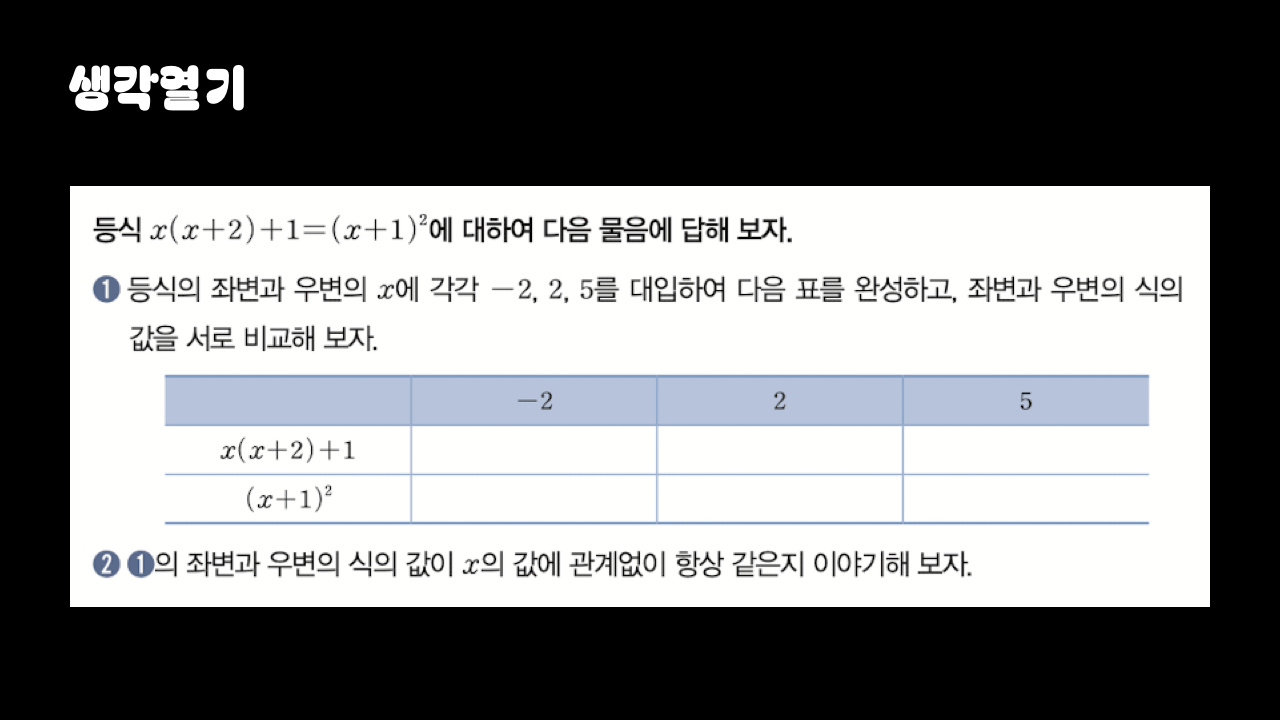 생각열기
등식 x(x+2)+1=(x+1)²에 대하여 다음 물음에 답해 보자.
❶ 등식의 좌변과 우변의 x에 각각 −2, 2, 5를 대입하여 다음 표를 완성하고, 좌변과 우변의 식의
값을 서로 비교해 보자.
−2 2 5
x(x+2)+1
(x+1)²
❷ ❶의 좌변과 우변의 식의 값이 x의 값에 관계없이 항상 같은지 이야기해 보자.